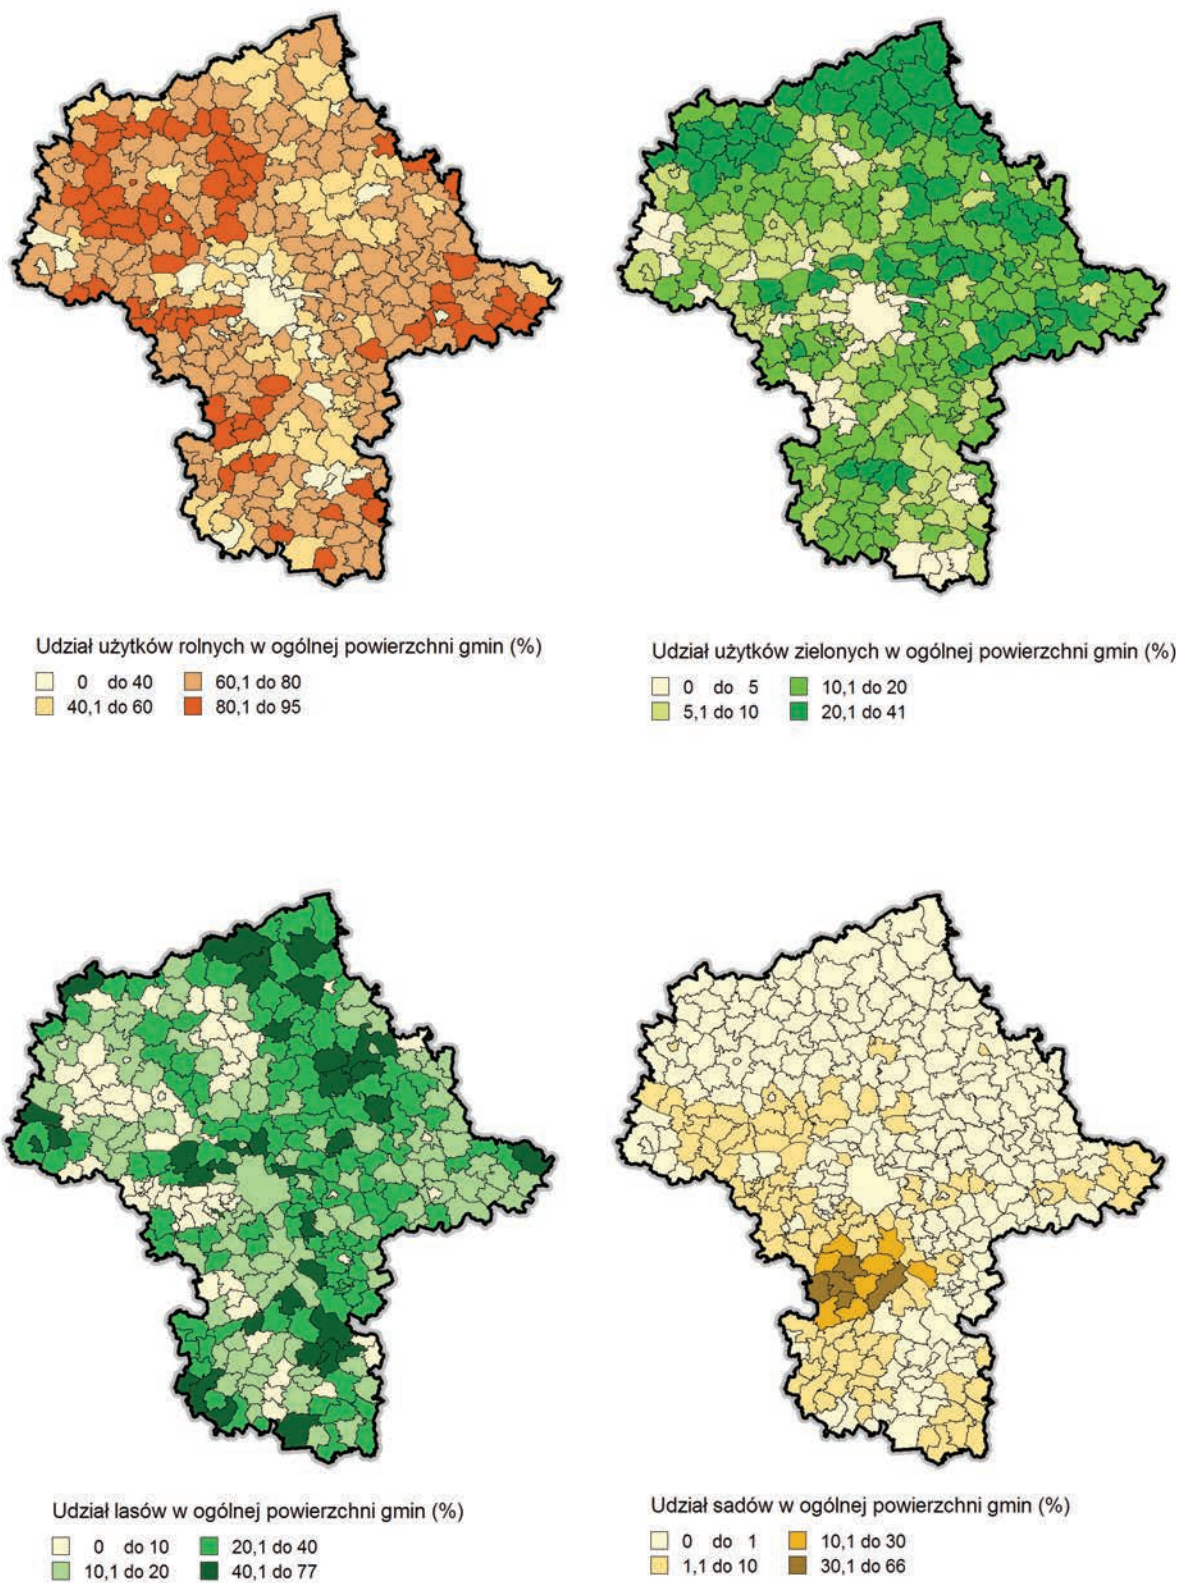 Udział użytków rolnych w ogólnej powierzchni gmin (%)
0 do 40 60,1 do 80
40,1 do 60 80,1 do 95
Udział użytków zielonych w ogólnej powierzchni gmin (%)
0 do 5 10,1 do 20
5,1 do 10 20,1 do 41
Udział lasów w ogólnej powierzchni gmin (%)
0 do 10 20,1 do 40
10,1 do 20 40,1 do 77
Udział sadów w ogólnej powierzchni gmin (%)
0 do 1 10,1 do 30
1,1 do 10 30,1 do 66